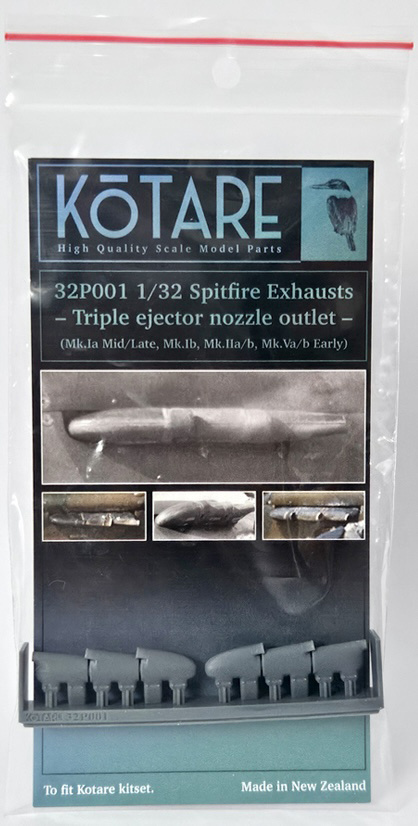 KōTARE
High Quality Scale Model Parts
32P001 1/32 Spitfire Exhausts
– Triple ejector nozzle outlet –
(Mk.Ia Mid/Late, Mk.Ib, Mk.IIa/b, Mk.Va/b Early)
KOTARE 32P001
To fit Kotare kitset.
Made in New Zealand